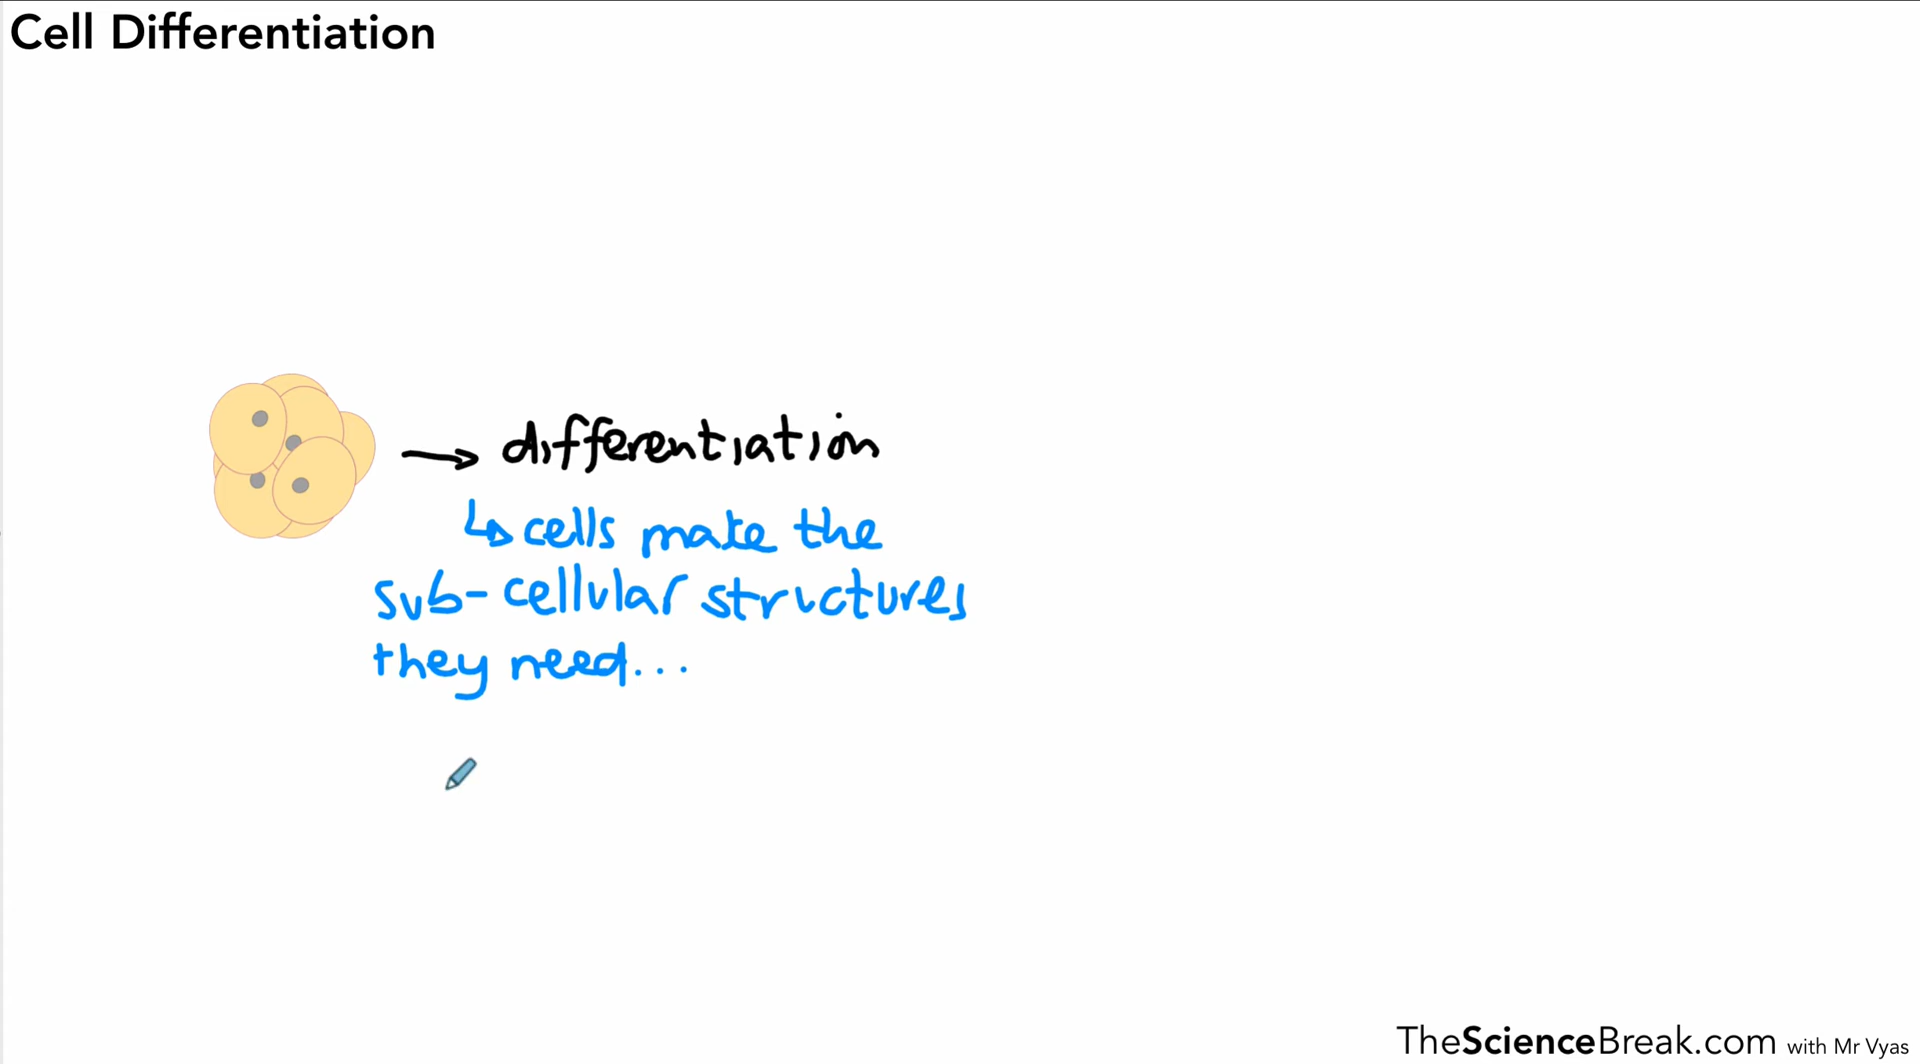 Cell Differentiation
→ differentiation
↳ cells make the
sub-cellular structures
they need...
TheScienceBreak.com with Mr Vyas